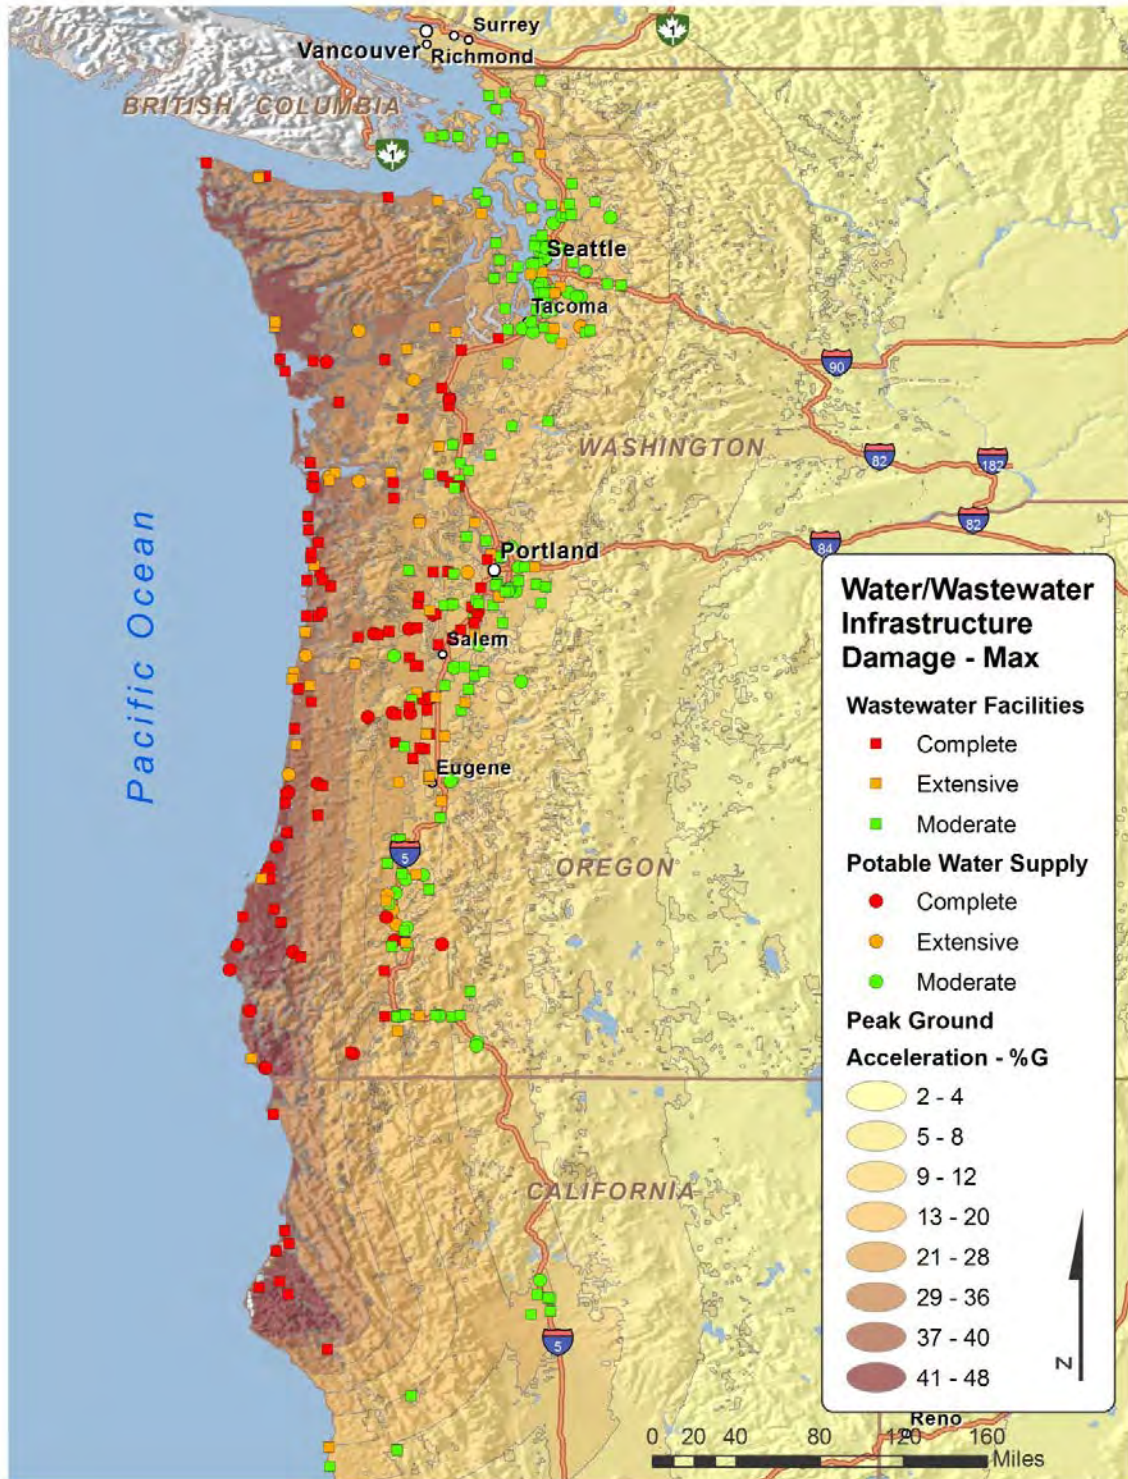 Surrey
1
Vancouver
Richmond
BRITISH COLUMBIA
1
Seattle
Tacoma
90
WASHINGTON
82
182
82
Portland
84
Pacific Ocean
Salem
Eugene
5
OREGON
CALIFORNIA
5
Water/Wastewater
Infrastructure
Damage - Max
Wastewater Facilities
Complete
Extensive
Moderate
Potable Water Supply
Complete
Extensive
Moderate
Peak Ground
Acceleration - %G
2 - 4
5 - 8
9 - 12
13 - 20
21 - 28
29 - 36
37 - 40
41 - 48
N
Reno
0 20 40 80 120 160
Miles